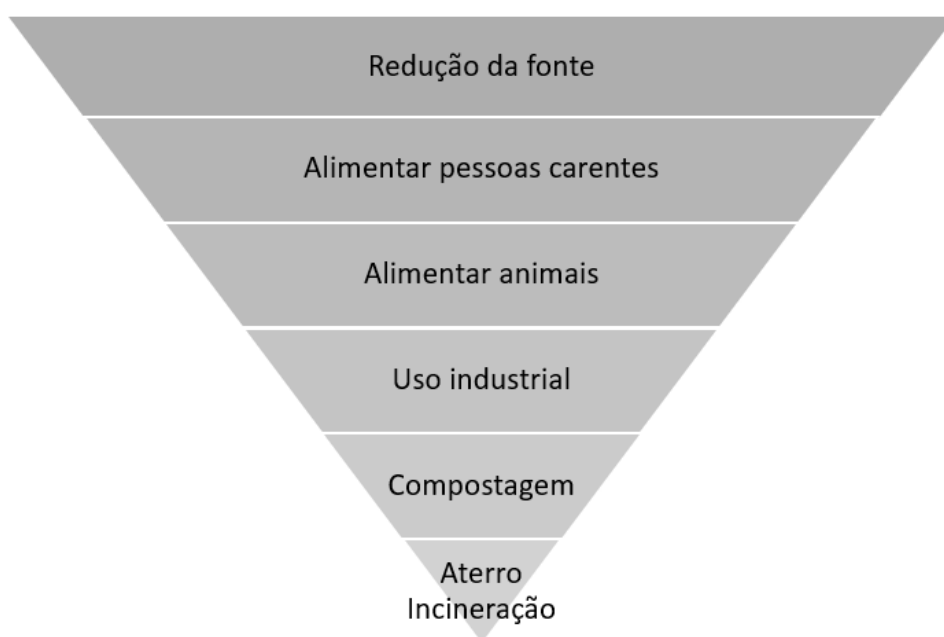 Redução da fonte
Alimentar pessoas carentes
Alimentar animais
Uso industrial
Compostagem
Aterro
Incineração